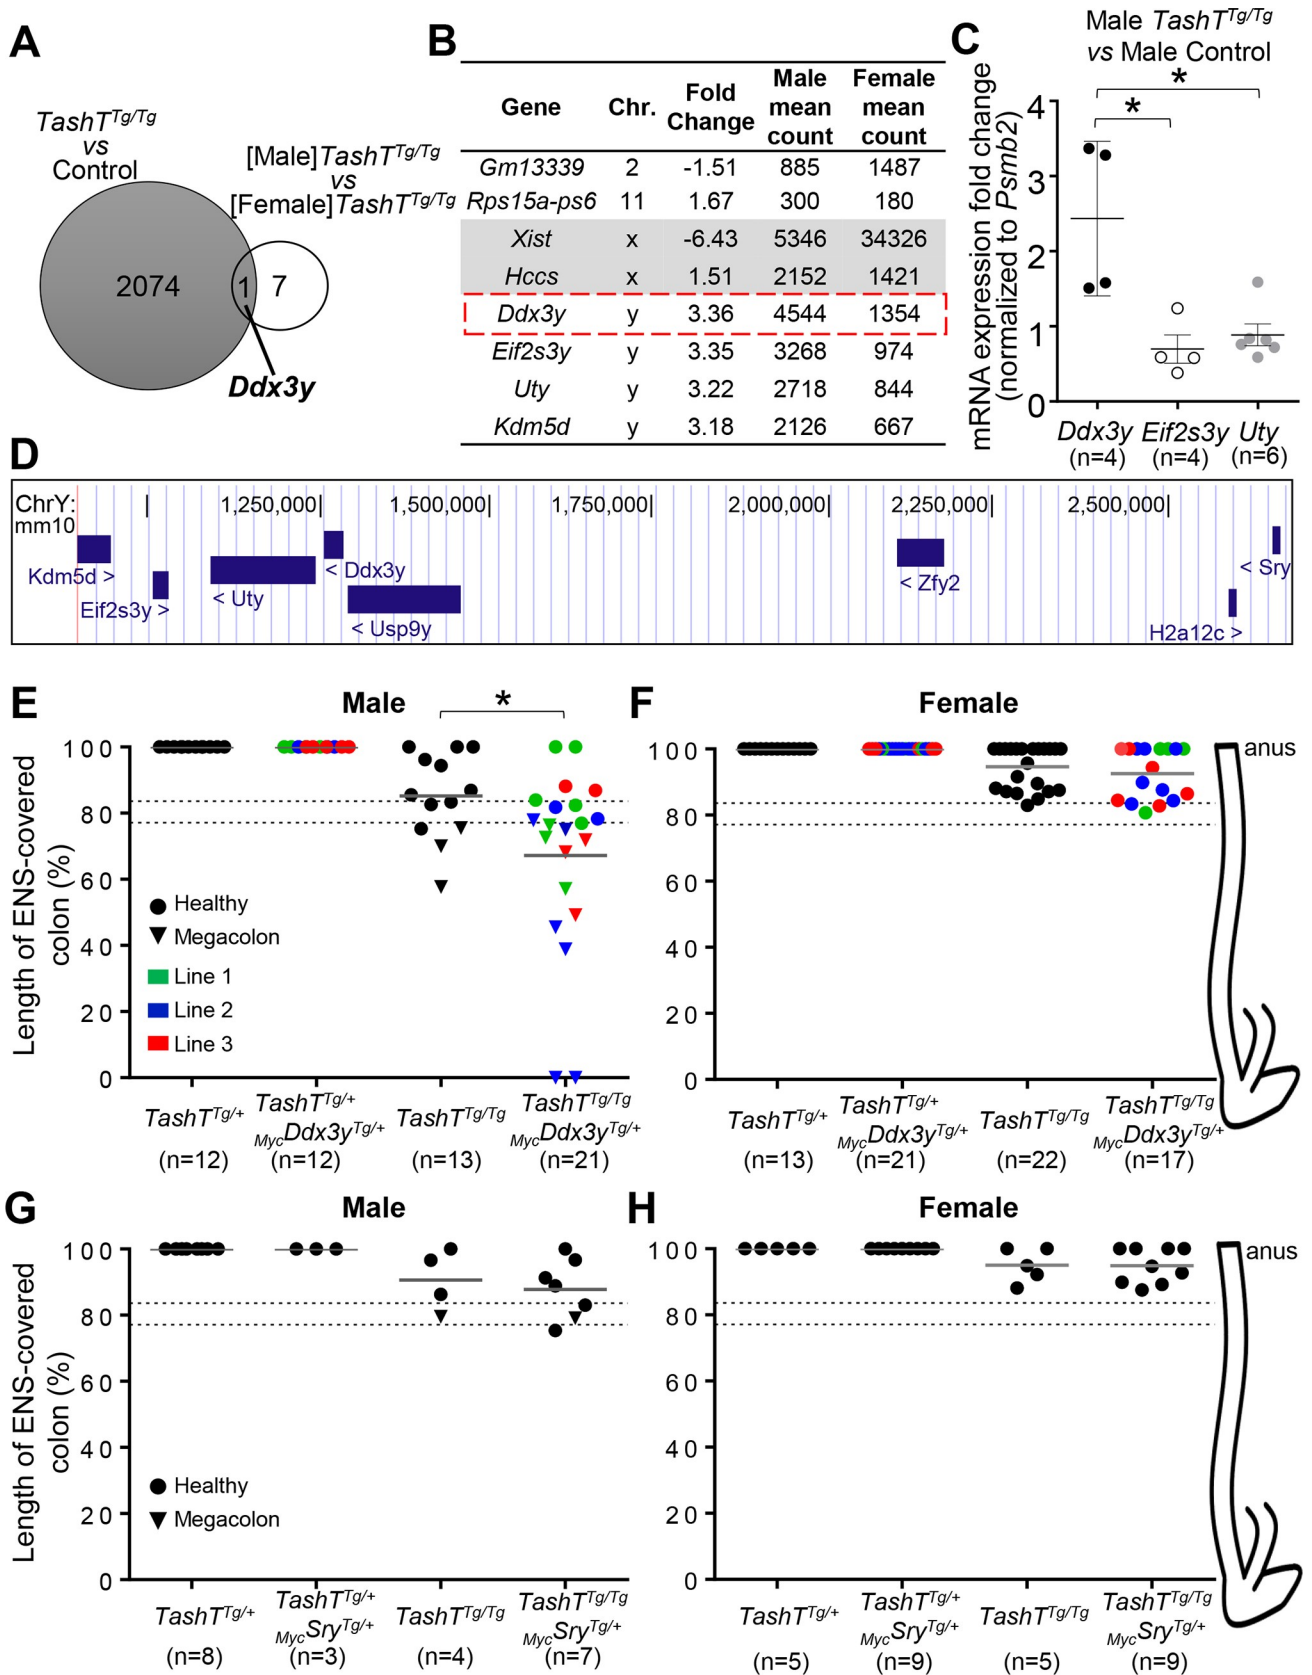 A
TashT^Tg/Tg
vs
Control
[Male]TashT^Tg/Tg
vs
[Female]TashT^Tg/Tg
2074
1
7
Ddx3y
B
Gene Chr. Fold Change Male mean count Female mean count
Gm13339 2 -1.51 885 1487
Rps15a-ps6 11 1.67 300 180
Xist x -6.43 5346 34326
Hccs x 1.51 2152 1421
Ddx3y y 3.36 4544 1354
Eif2s3y y 3.35 3268 974
Uty y 3.22 2718 844
Kdm5d y 3.18 2126 667
C
Male TashT^Tg/Tg
vs Male Control
mRNA expression fold change
(normalized to Psmb2)
4
3
2
1
0
*
*
Ddx3y Eif2s3y Uty
(n=4) (n=4) (n=6)
D
ChrY:
mm10
1,250,000| 1,500,000| 1,750,000| 2,000,000| 2,250,000| 2,500,000|
Kdm5d >
Eif2s3y >
< Uty
< Ddx3y
< Usp9y
< Zfy2
H2a12c >
< Sry
E
Male
*
Length of ENS-covered
colon (%)
100
80
60
40
20
0
Healthy
Megacolon
Line 1
Line 2
Line 3
TashT^Tg/+
(n=12)
TashT^Tg/+
MycDdx3y^Tg/+
(n=12)
TashT^Tg/Tg
(n=13)
TashT^Tg/Tg
MycDdx3y^Tg/+
(n=21)
F
Female
100
80
60
40
20
0
anus
TashT^Tg/+
(n=13)
TashT^Tg/+
MycDdx3y^Tg/+
(n=21)
TashT^Tg/Tg
(n=22)
TashT^Tg/Tg
MycDdx3y^Tg/+
(n=17)
G
Male
Length of ENS-covered
colon (%)
100
80
60
40
20
0
Healthy
Megacolon
TashT^Tg/+
(n=8)
TashT^Tg/+
MycSry^Tg/+
(n=3)
TashT^Tg/Tg
(n=4)
TashT^Tg/Tg
MycSry^Tg/+
(n=7)
H
Female
100
80
60
40
20
0
anus
TashT^Tg/+
(n=5)
TashT^Tg/+
MycSry^Tg/+
(n=9)
TashT^Tg/Tg
(n=5)
TashT^Tg/Tg
MycSry^Tg/+
(n=9)